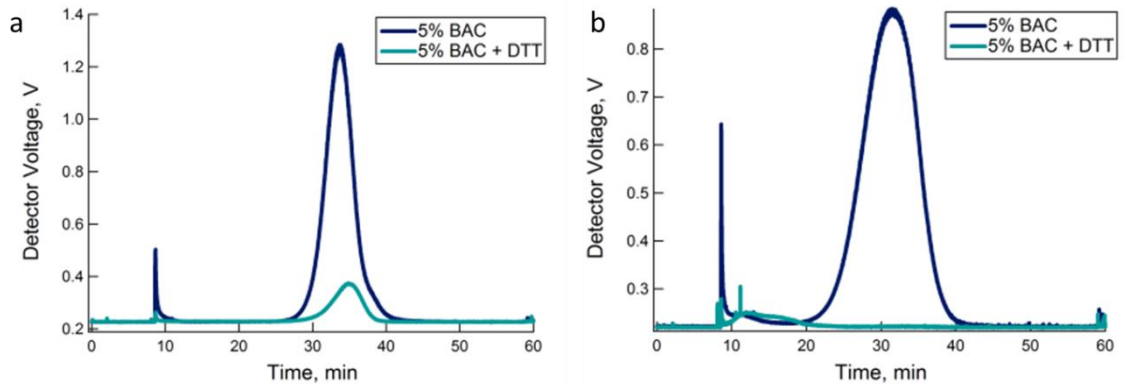 a
1.4
1.2
1.0
0.8
0.6
0.4
0.2
Detector Voltage, V
0 10 20 30 40 50 60
Time, min
5% BAC
5% BAC + DTT
b
0.8
0.7
0.6
0.5
0.4
0.3
Detector Voltage, V
0 10 20 30 40 50 60
Time, min
5% BAC
5% BAC + DTT